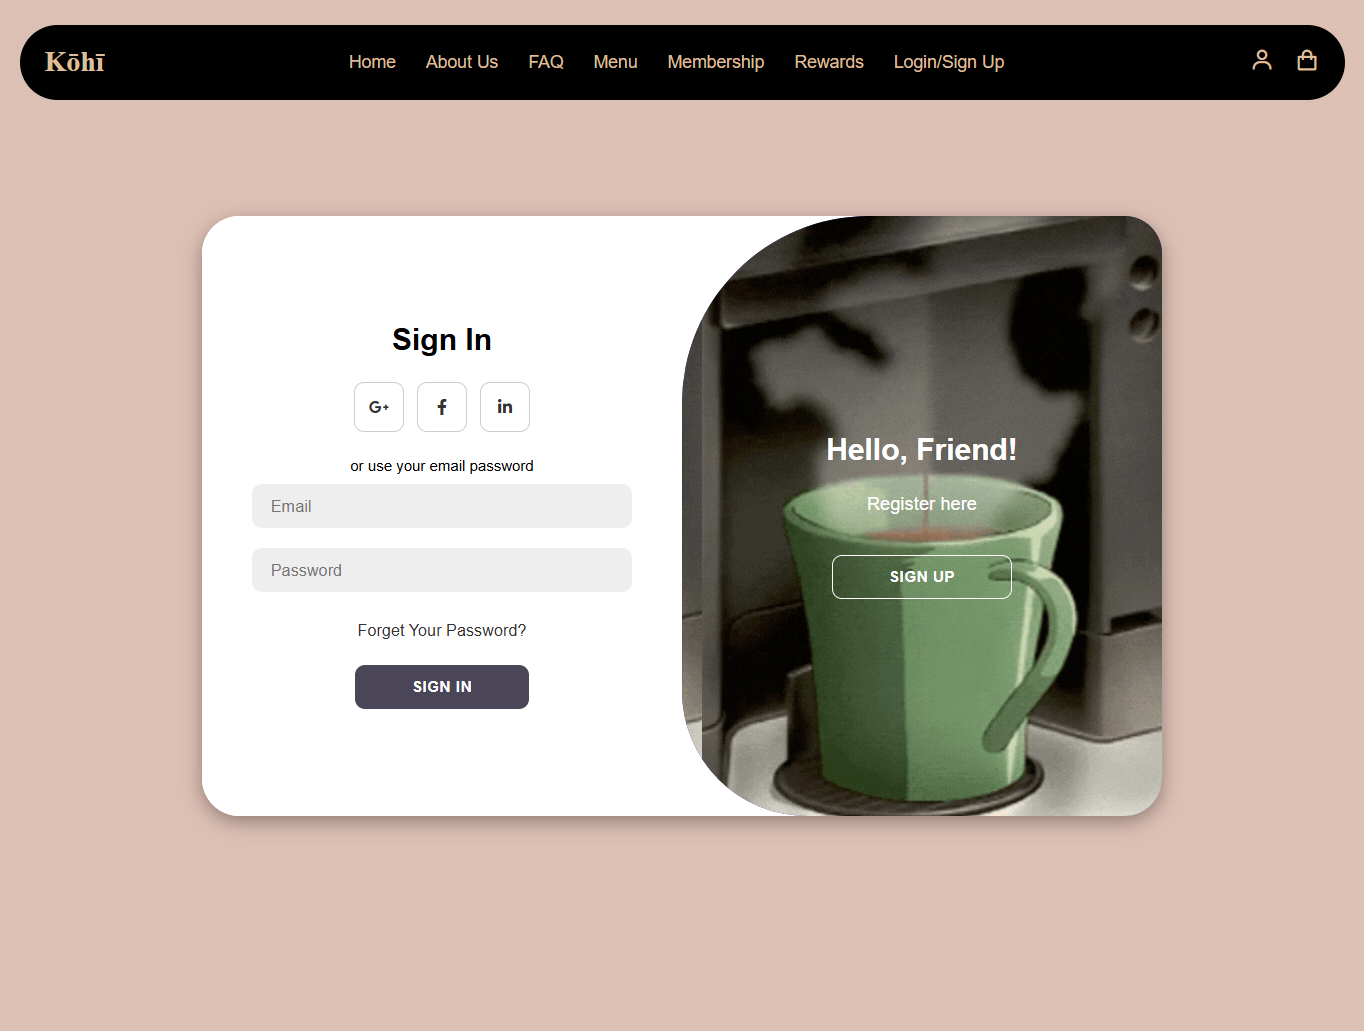 Kōhī
Home About Us FAQ Menu Membership Rewards Login/Sign Up
Sign In
G+ f in
or use your email password
Email
Password
Forget Your Password?
SIGN IN
Hello, Friend!
Register here
SIGN UP